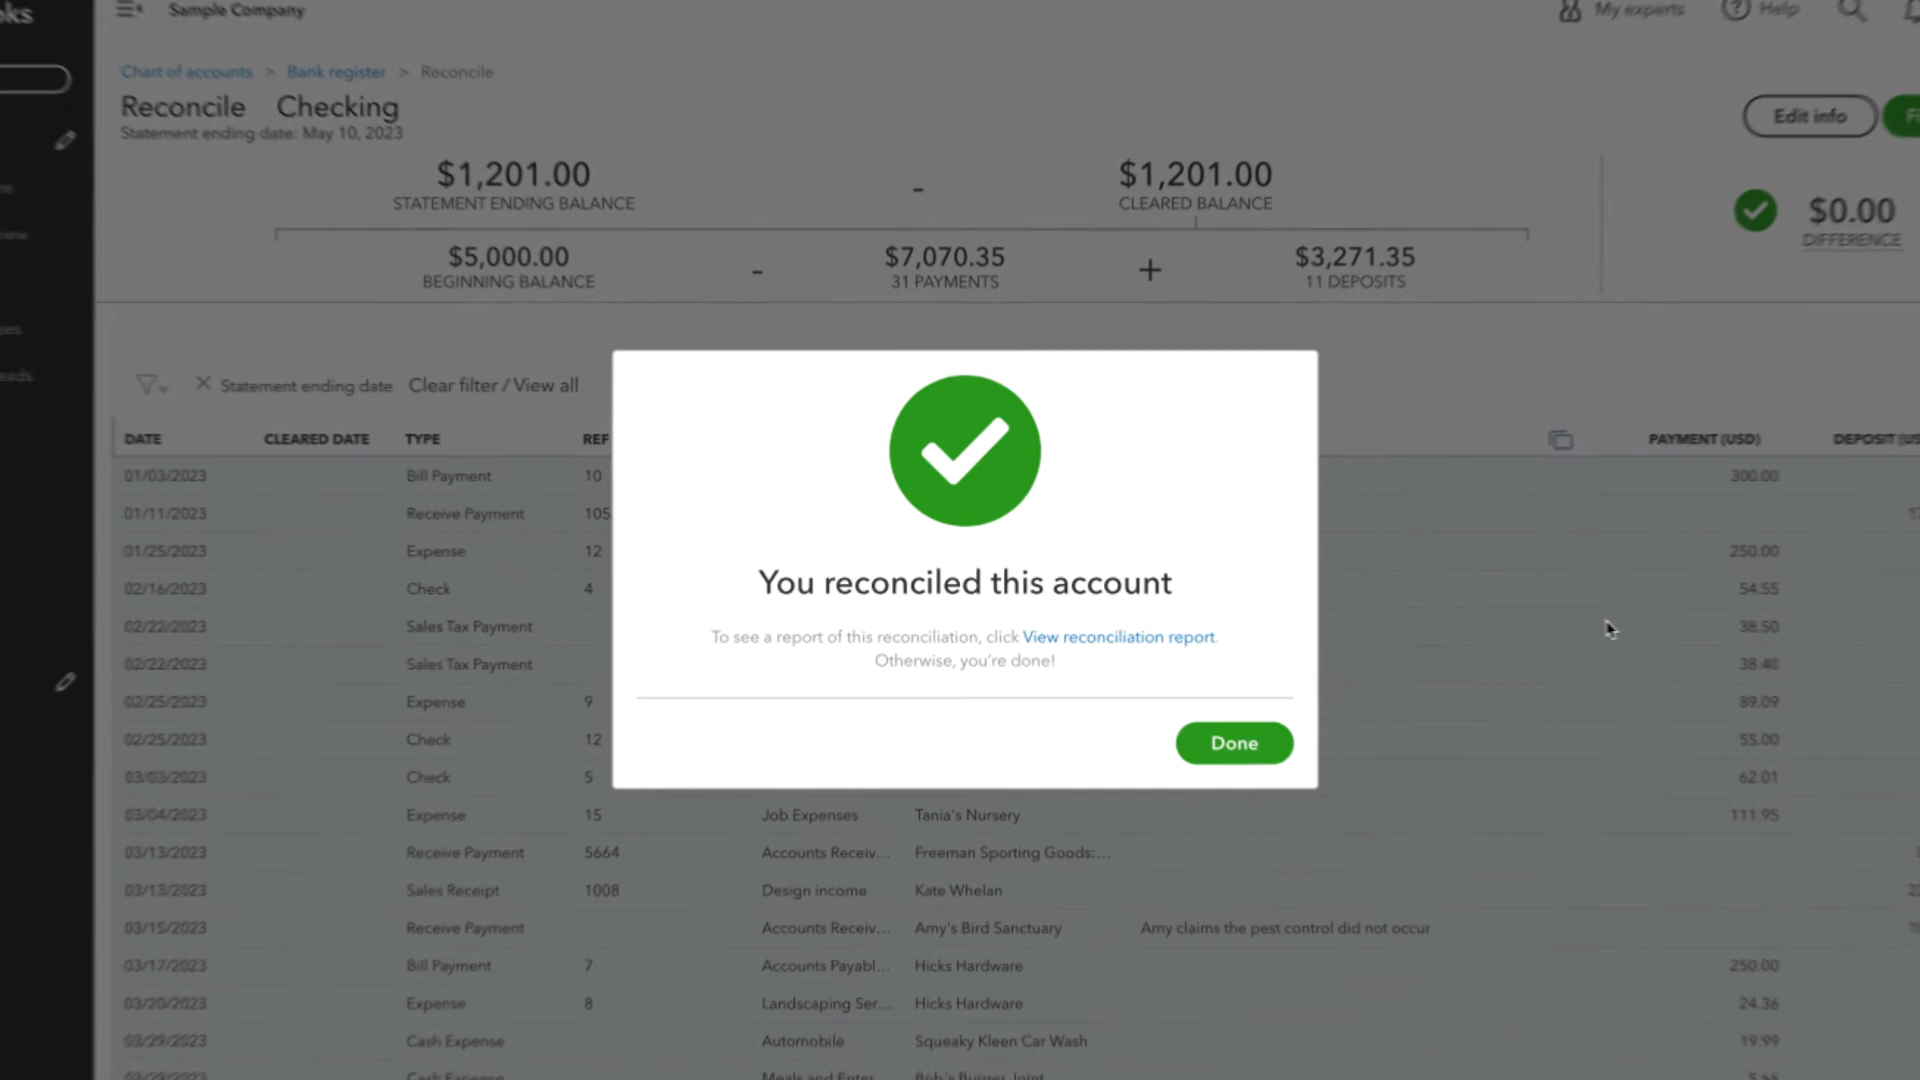 Sample Company
My experts
Help
Chart of accounts > Bank register > Reconcile
Reconcile Checking
Statement ending date: May 10, 2023
Edit info
$1,201.00
STATEMENT ENDING BALANCE
-
$1,201.00
CLEARED BALANCE
$0.00
DIFFERENCE
$5,000.00
BEGINNING BALANCE
-
$7,070.35
31 PAYMENTS
+
$3,271.35
11 DEPOSITS
Statement ending date Clear filter / View all
DATE CLEARED DATE TYPE REF PAYMENT (USD) DEPOSIT
01/03/2023 Bill Payment 10 300.00
01/11/2023 Receive Payment 105
01/25/2023 Expense 12 250.00
02/16/2023 Check 4 54.55
02/22/2023 Sales Tax Payment 38.50
02/22/2023 Sales Tax Payment 38.40
02/25/2023 Expense 9 89.09
02/25/2023 Check 12 55.00
03/03/2023 Check 5 62.01
You reconciled this account
To see a report of this reconciliation, click View reconciliation report.
Otherwise, you're done!
Done
03/04/2023 Expense 15 Job Expenses Tania's Nursery 111.95
03/13/2023 Receive Payment 5664 Accounts Receiv... Freeman Sporting Goods:...
03/13/2023 Sales Receipt 1008 Design income Kate Whelan
03/15/2023 Receive Payment Accounts Receiv... Amy's Bird Sanctuary Amy claims the pest control did not occur
03/17/2023 Bill Payment 7 Accounts Payabl... Hicks Hardware 250.00
03/20/2023 Expense 8 Landscaping Ser... Hicks Hardware 24.36
03/29/2023 Cash Expense Automobile Squeaky Kleen Car Wash 19.99
Cash Expense Bob's Burger Joint